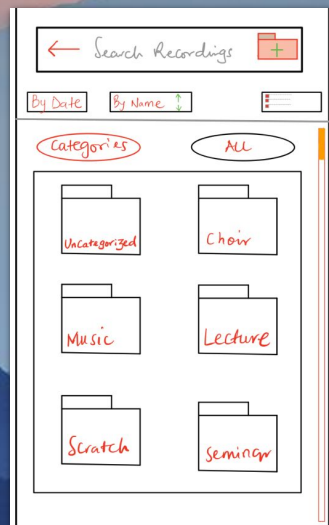 Search Recordings
By Date By Name
Categories All
Uncategorized Choir
Music Lecture
Scratch Seminar